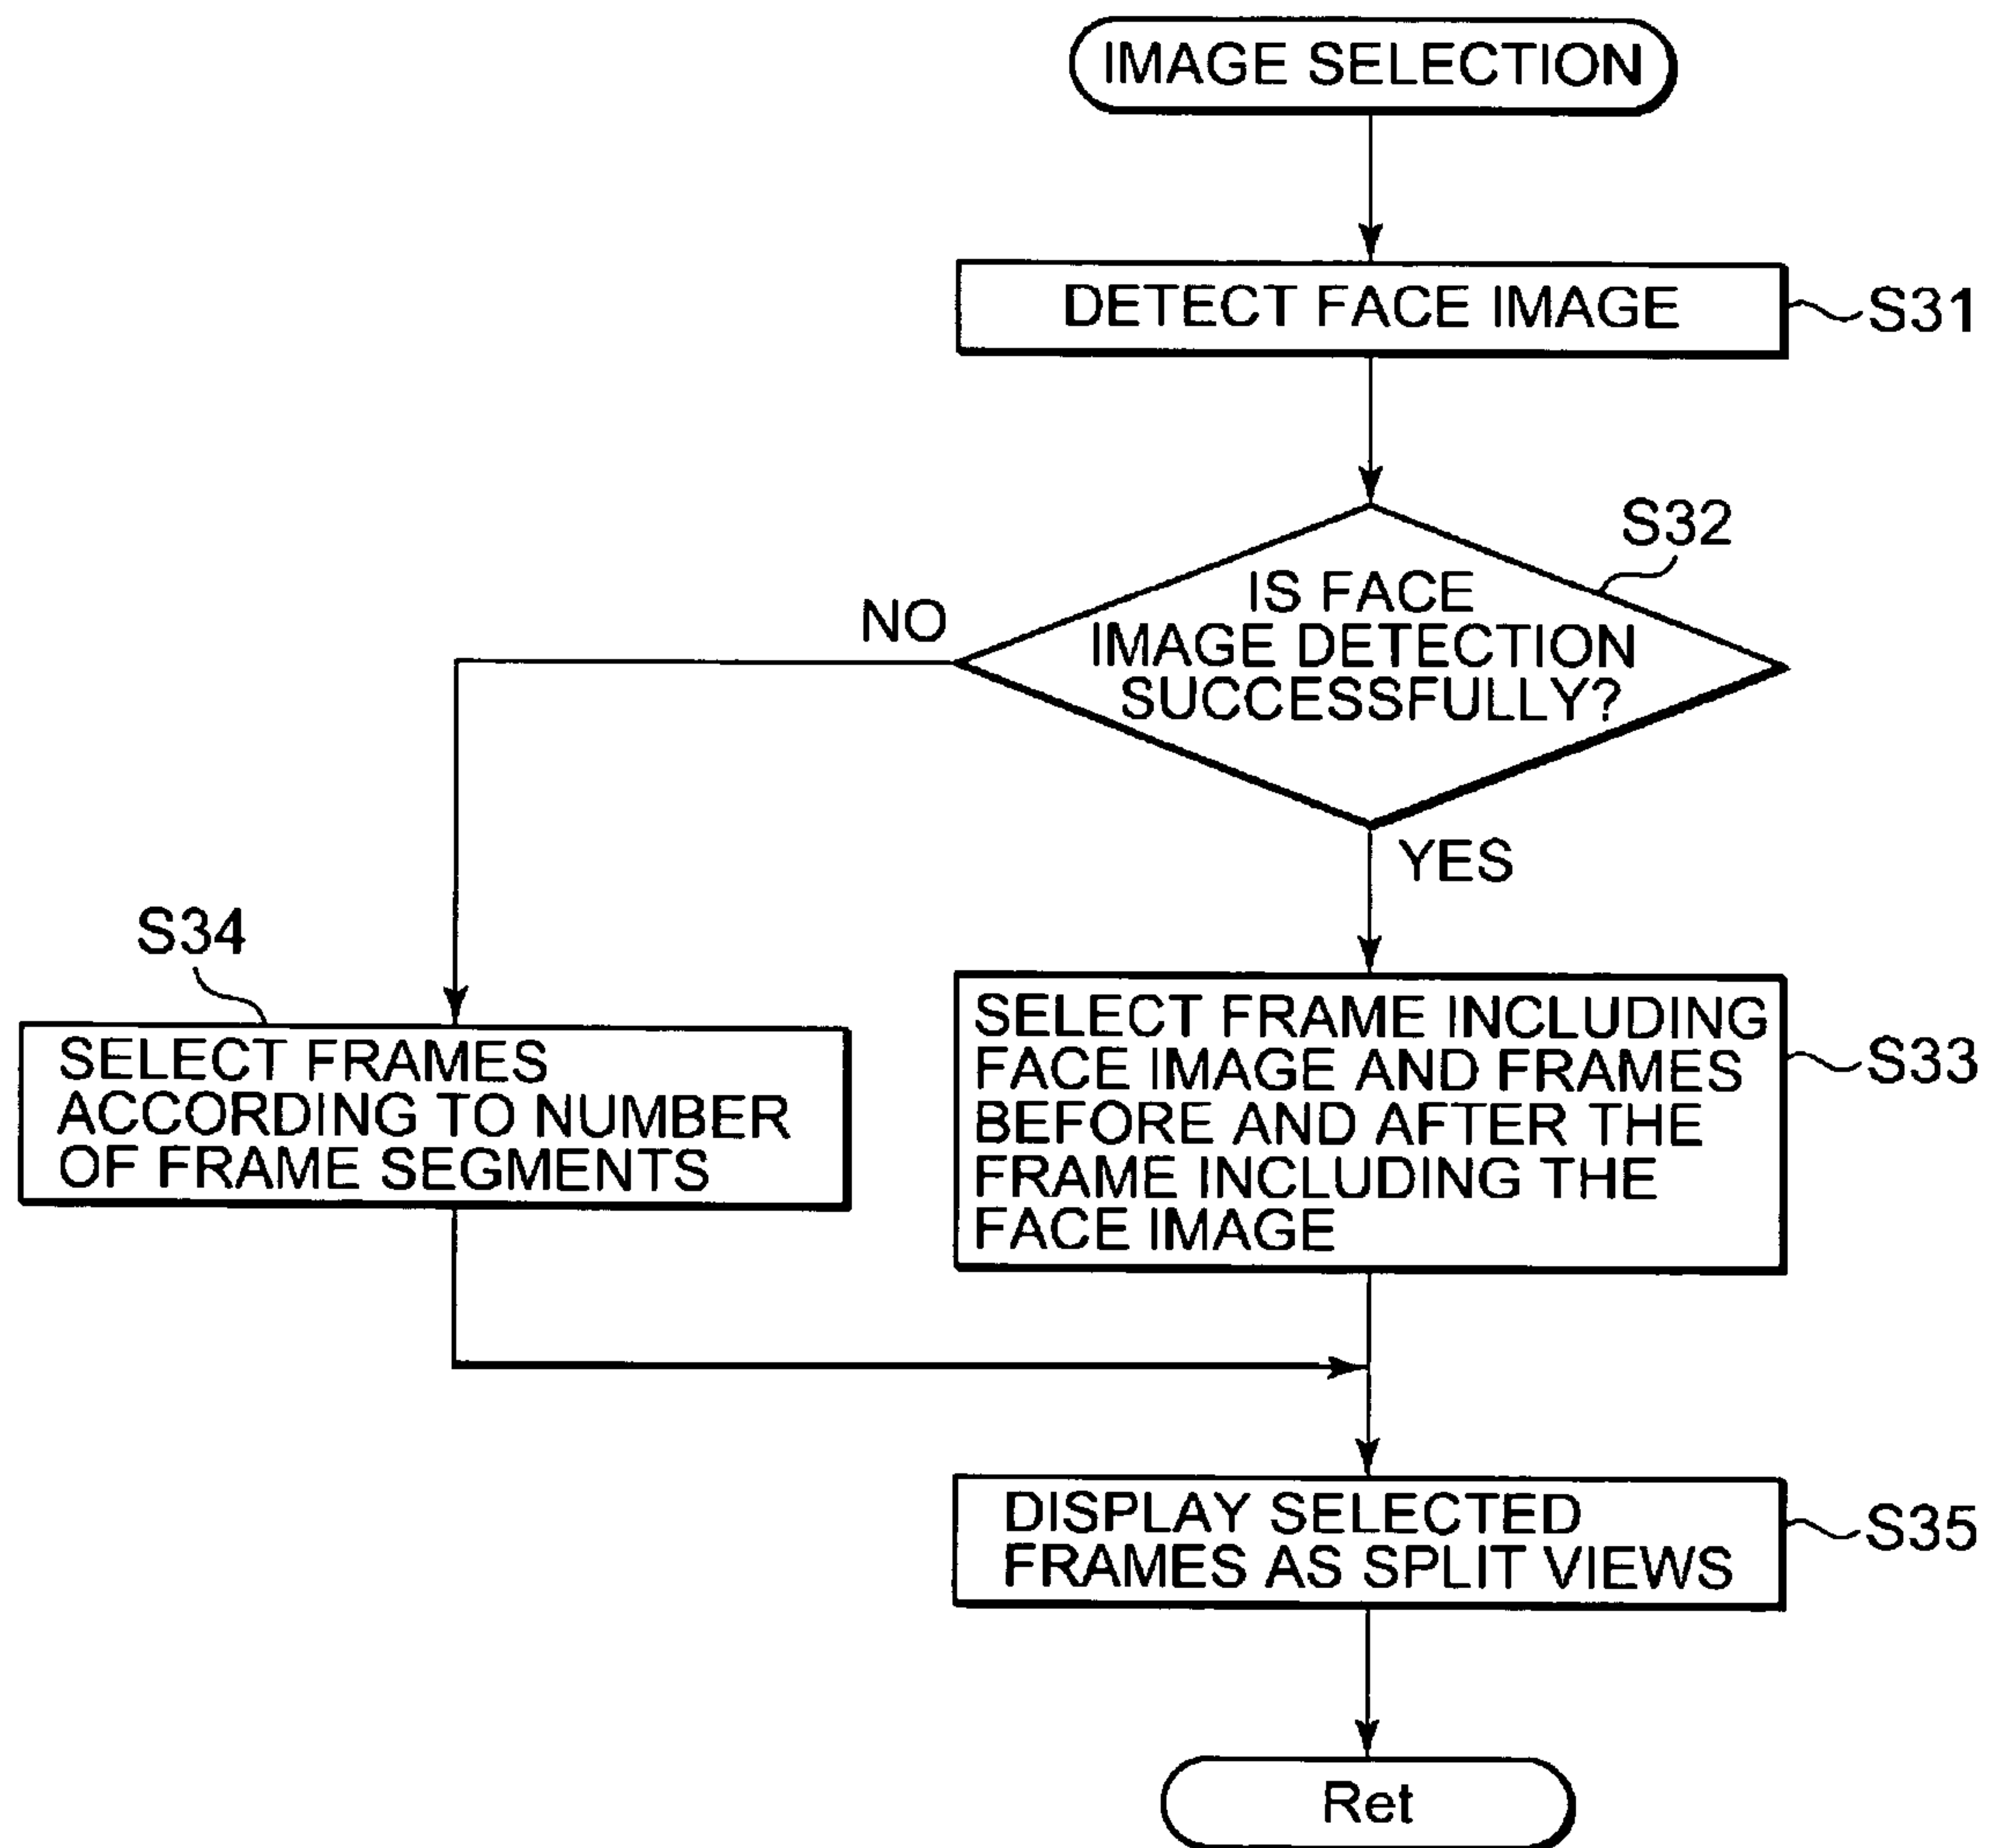 IMAGE SELECTION
DETECT FACE IMAGE
S31
S32
IS FACE
IMAGE DETECTION
SUCCESSFULLY?
NO
YES
S34
SELECT FRAMES
ACCORDING TO NUMBER
OF FRAME SEGMENTS
SELECT FRAME INCLUDING
FACE IMAGE AND FRAMES
BEFORE AND AFTER THE
FRAME INCLUDING THE
FACE IMAGE
S33
DISPLAY SELECTED
FRAMES AS SPLIT VIEWS
S35
Ret